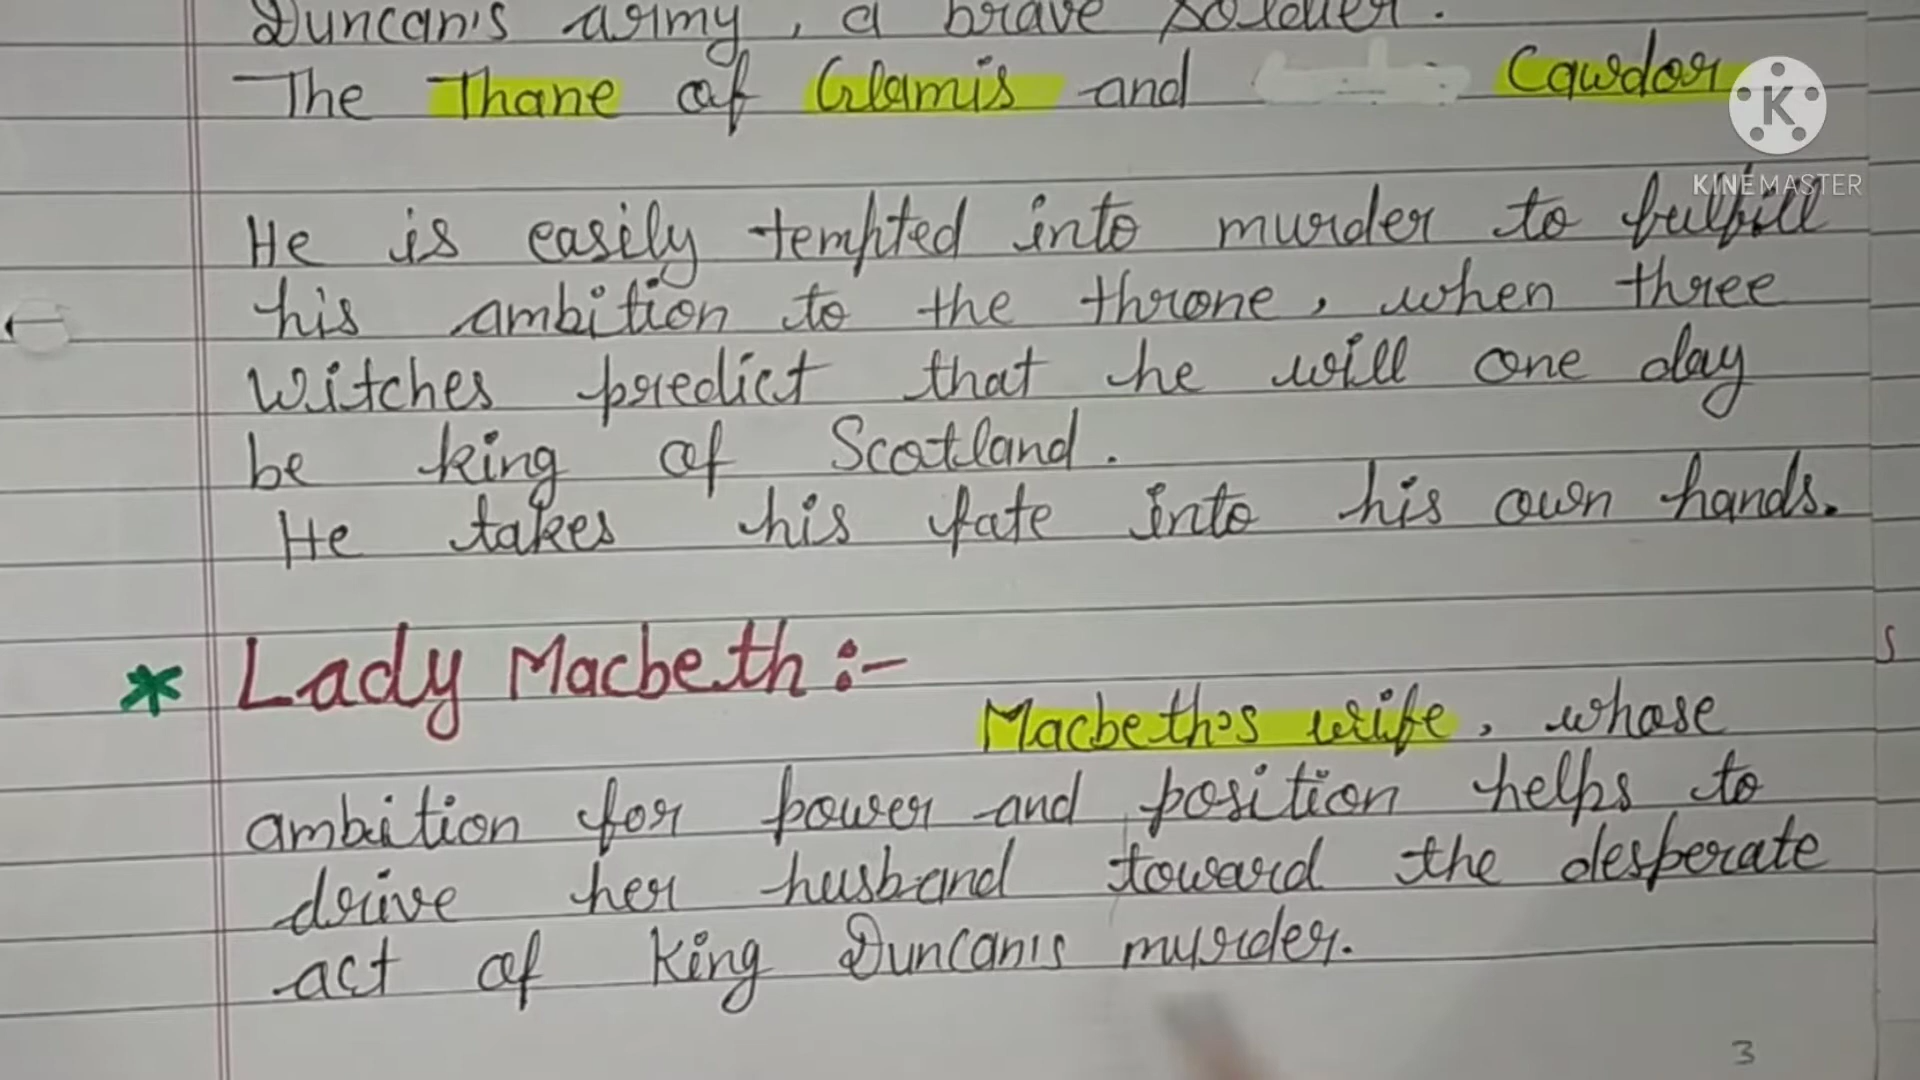 Duncan's army, a brave soldier.
The Thane of Glamis and Cawdor
K
KINEMASTER
He is easily tempted into murder to fulfill
his ambition to the throne, when three
witches predict that he will one day
be king of Scotland.
He takes his fate into his own hands.
* Lady Macbeth :-
Macbeth's wife, whose
ambition for power and position helps to
drive her husband toward the desperate
act of King Duncan's murder.
3